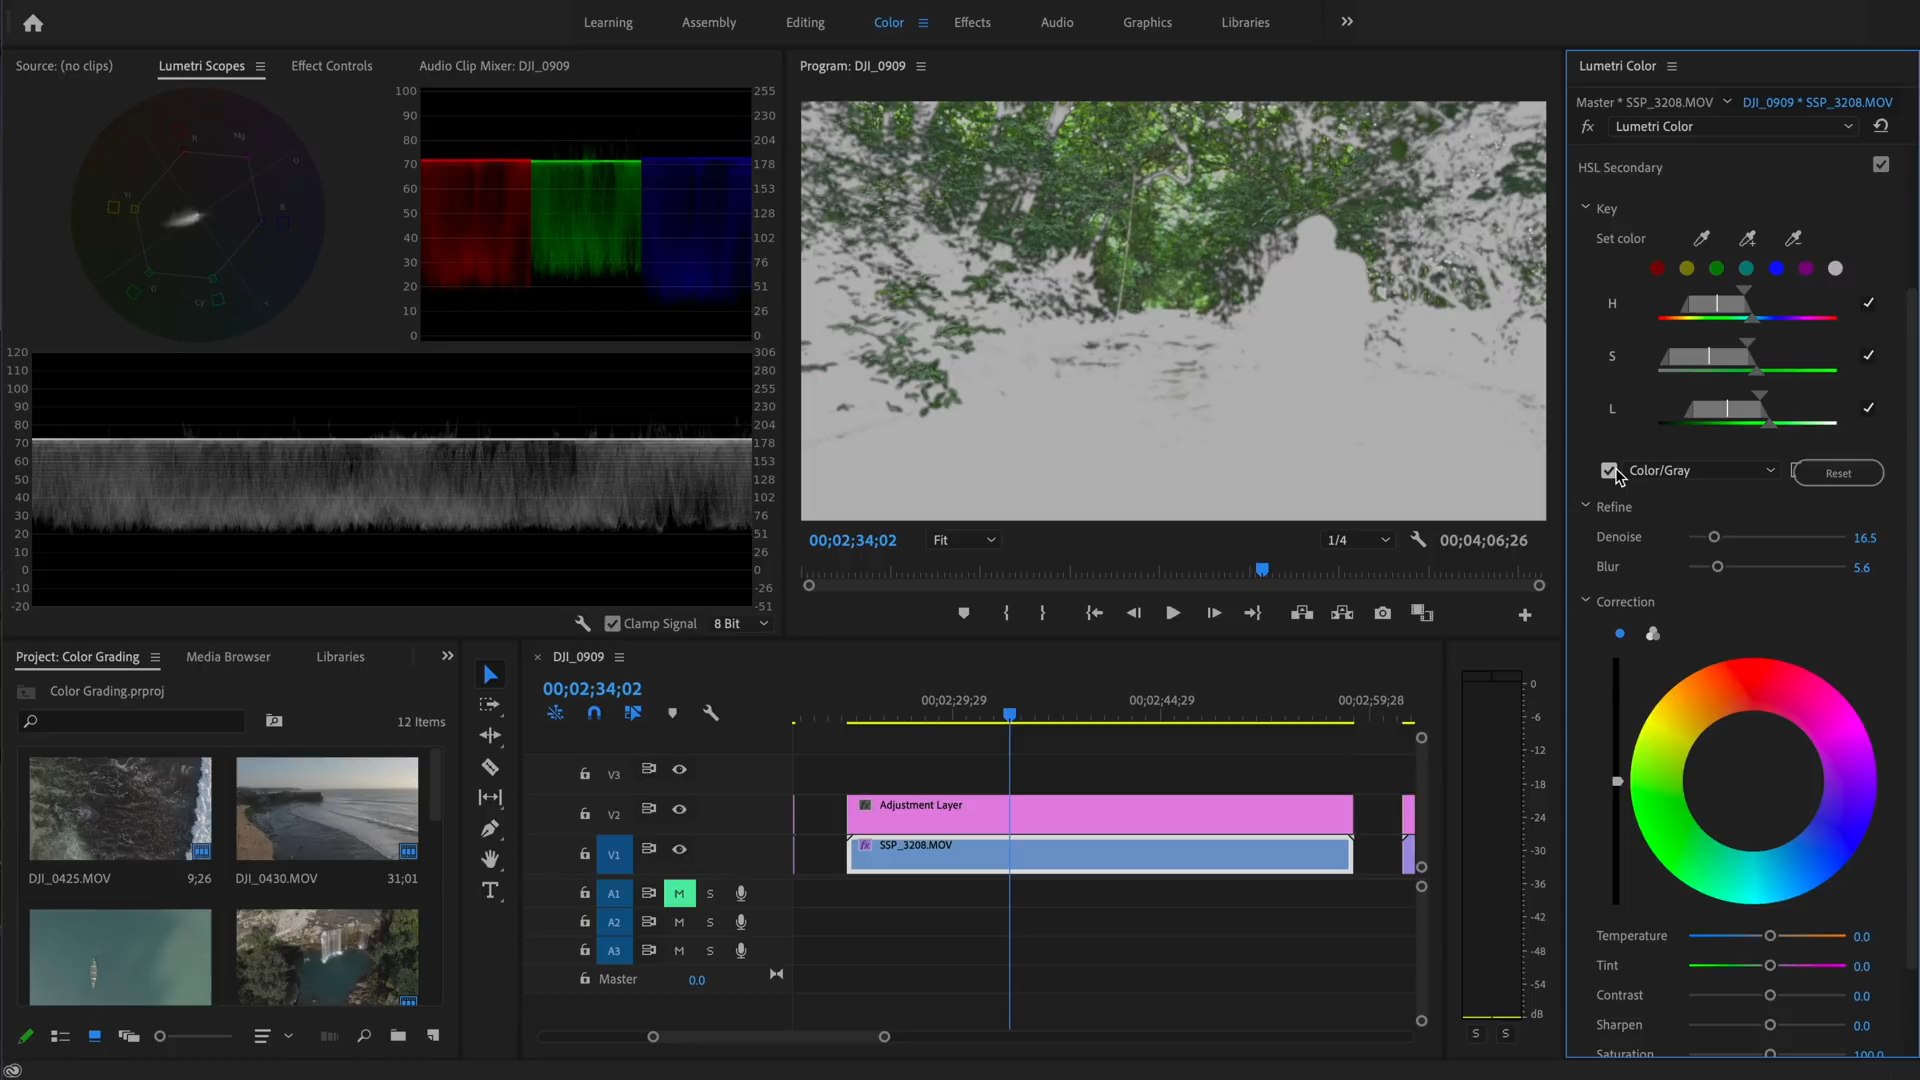 Learning Assembly Editing Color Effects Audio Graphics Libraries
Source: (no clips) Lumetri Scopes Effect Controls Audio Clip Mixer: DJI_0909
R Mg B G Cy
100 255
90 230
80 204
70 178
60 153
50 128
40 102
30 76
20 51
10 26
0 0
120 306
110 280
100 255
90 230
80 204
70 178
60 153
50 128
40 102
30 76
20 51
10 26
0 0
-10 -26
-20 -51
Clamp Signal 8 Bit
Program: DJI_0909
00;02;34;02 Fit 1/4 00;04;06;26
Lumetri Color
Master * SSP_3208.MOV DJI_0909 * SSP_3208.MOV
fx Lumetri Color
HSL Secondary
Key
Set color
H
S
L
Color/Gray Reset
Refine
Denoise 16.5
Blur 5.6
Correction
Temperature 0.0
Tint 0.0
Contrast 0.0
Sharpen 0.0
Saturation 100.0
Project: Color Grading Media Browser Libraries
Color Grading.prproj
12 Items
DJI_0425.MOV 9;26 DJI_0430.MOV 31;01
× DJI_0909
00;02;34;02
00;02;29;29 00;02;44;29 00;02;59;28
V3
V2 fx Adjustment Layer
V1 fx SSP_3208.MOV
A1 M S
A2 M S
A3 M S
Master 0.0
0
-6
-12
-18
-24
-30
-36
-42
-48
-54
dB
S S